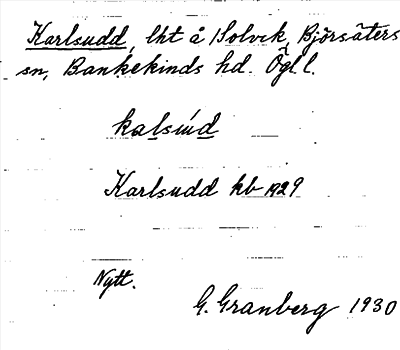 Karlsudd, lht å Solvik, Björsäters
sn, Bankekinds hd. Ögl.
kalsúd
Karlsudd kb 1929
Nytt.
G. Granberg 1930